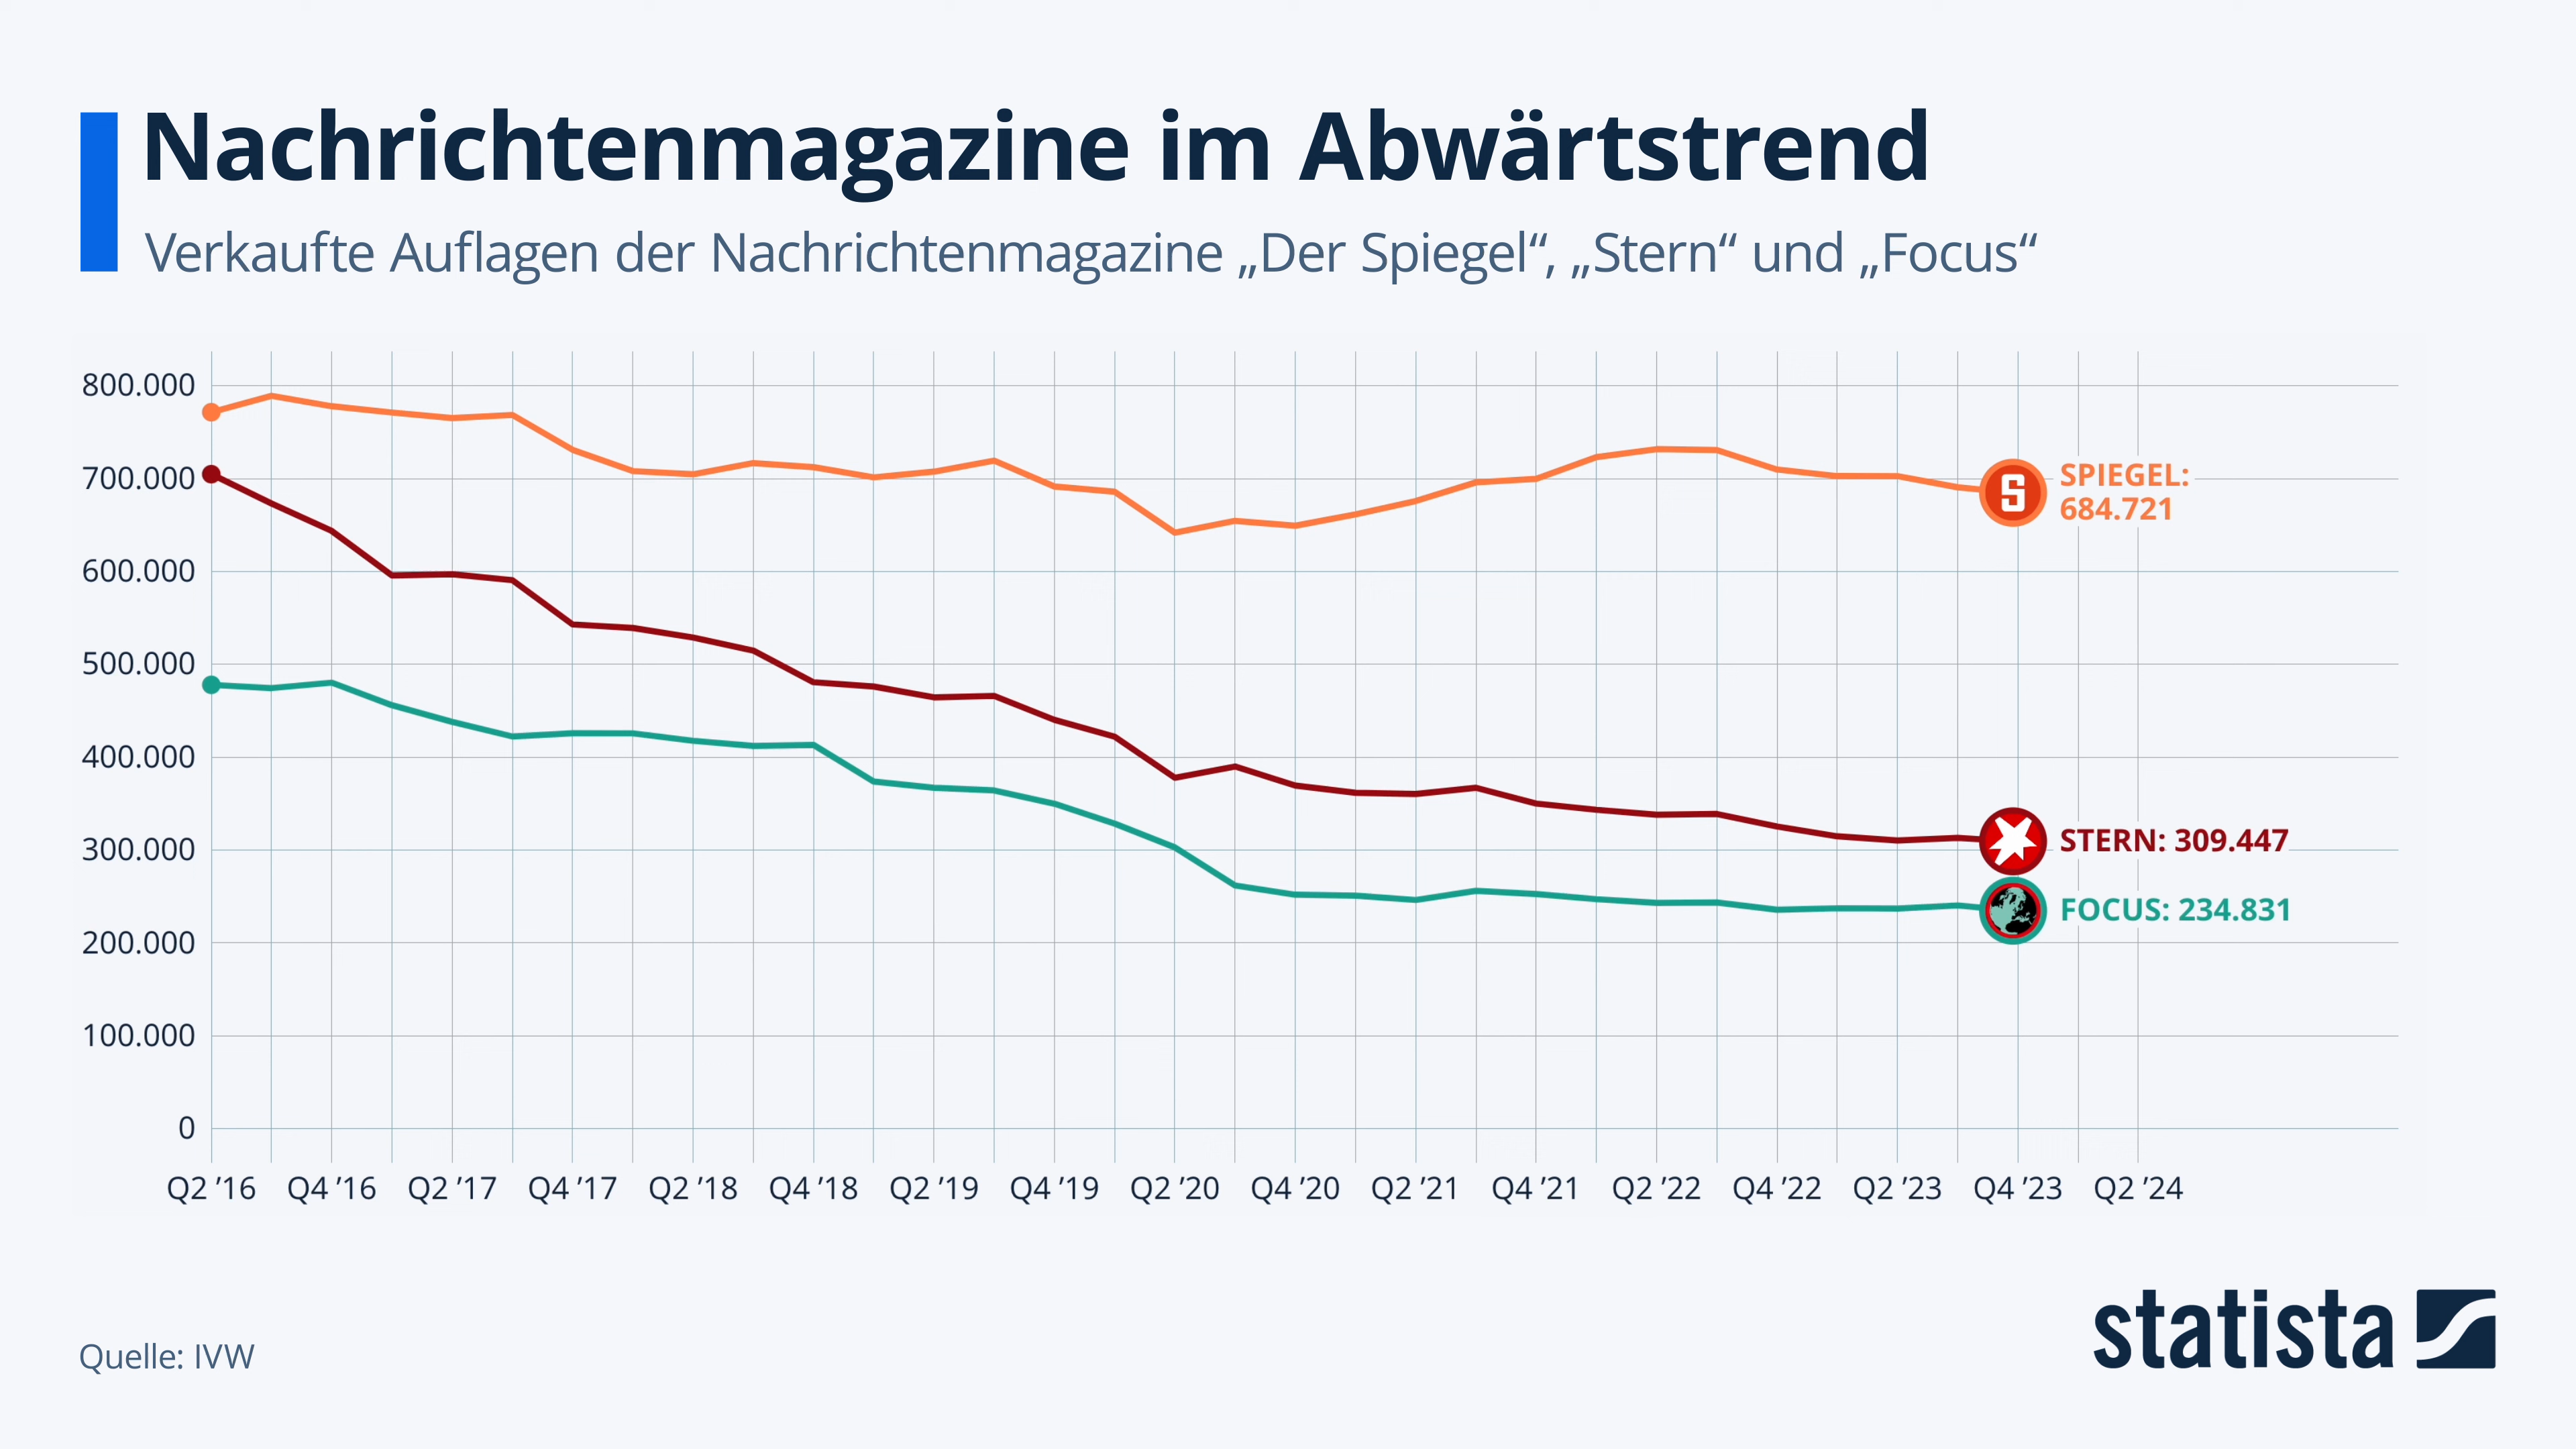 Nachrichtenmagazine im Abwärtstrend
Verkaufte Auflagen der Nachrichtenmagazine „Der Spiegel“, „Stern“ und „Focus“
800.000
700.000
600.000
500.000
400.000
300.000
200.000
100.000
0
S
SPIEGEL:
684.721
STERN: 309.447
FOCUS: 234.831
Q2 ’16 Q4 ’16 Q2 ’17 Q4 ’17 Q2 ’18 Q4 ’18 Q2 ’19 Q4 ’19 Q2 ’20 Q4 ’20 Q2 ’21 Q4 ’21 Q2 ’22 Q4 ’22 Q2 ’23 Q4 ’23 Q2 ’24
Quelle: IVW
statista